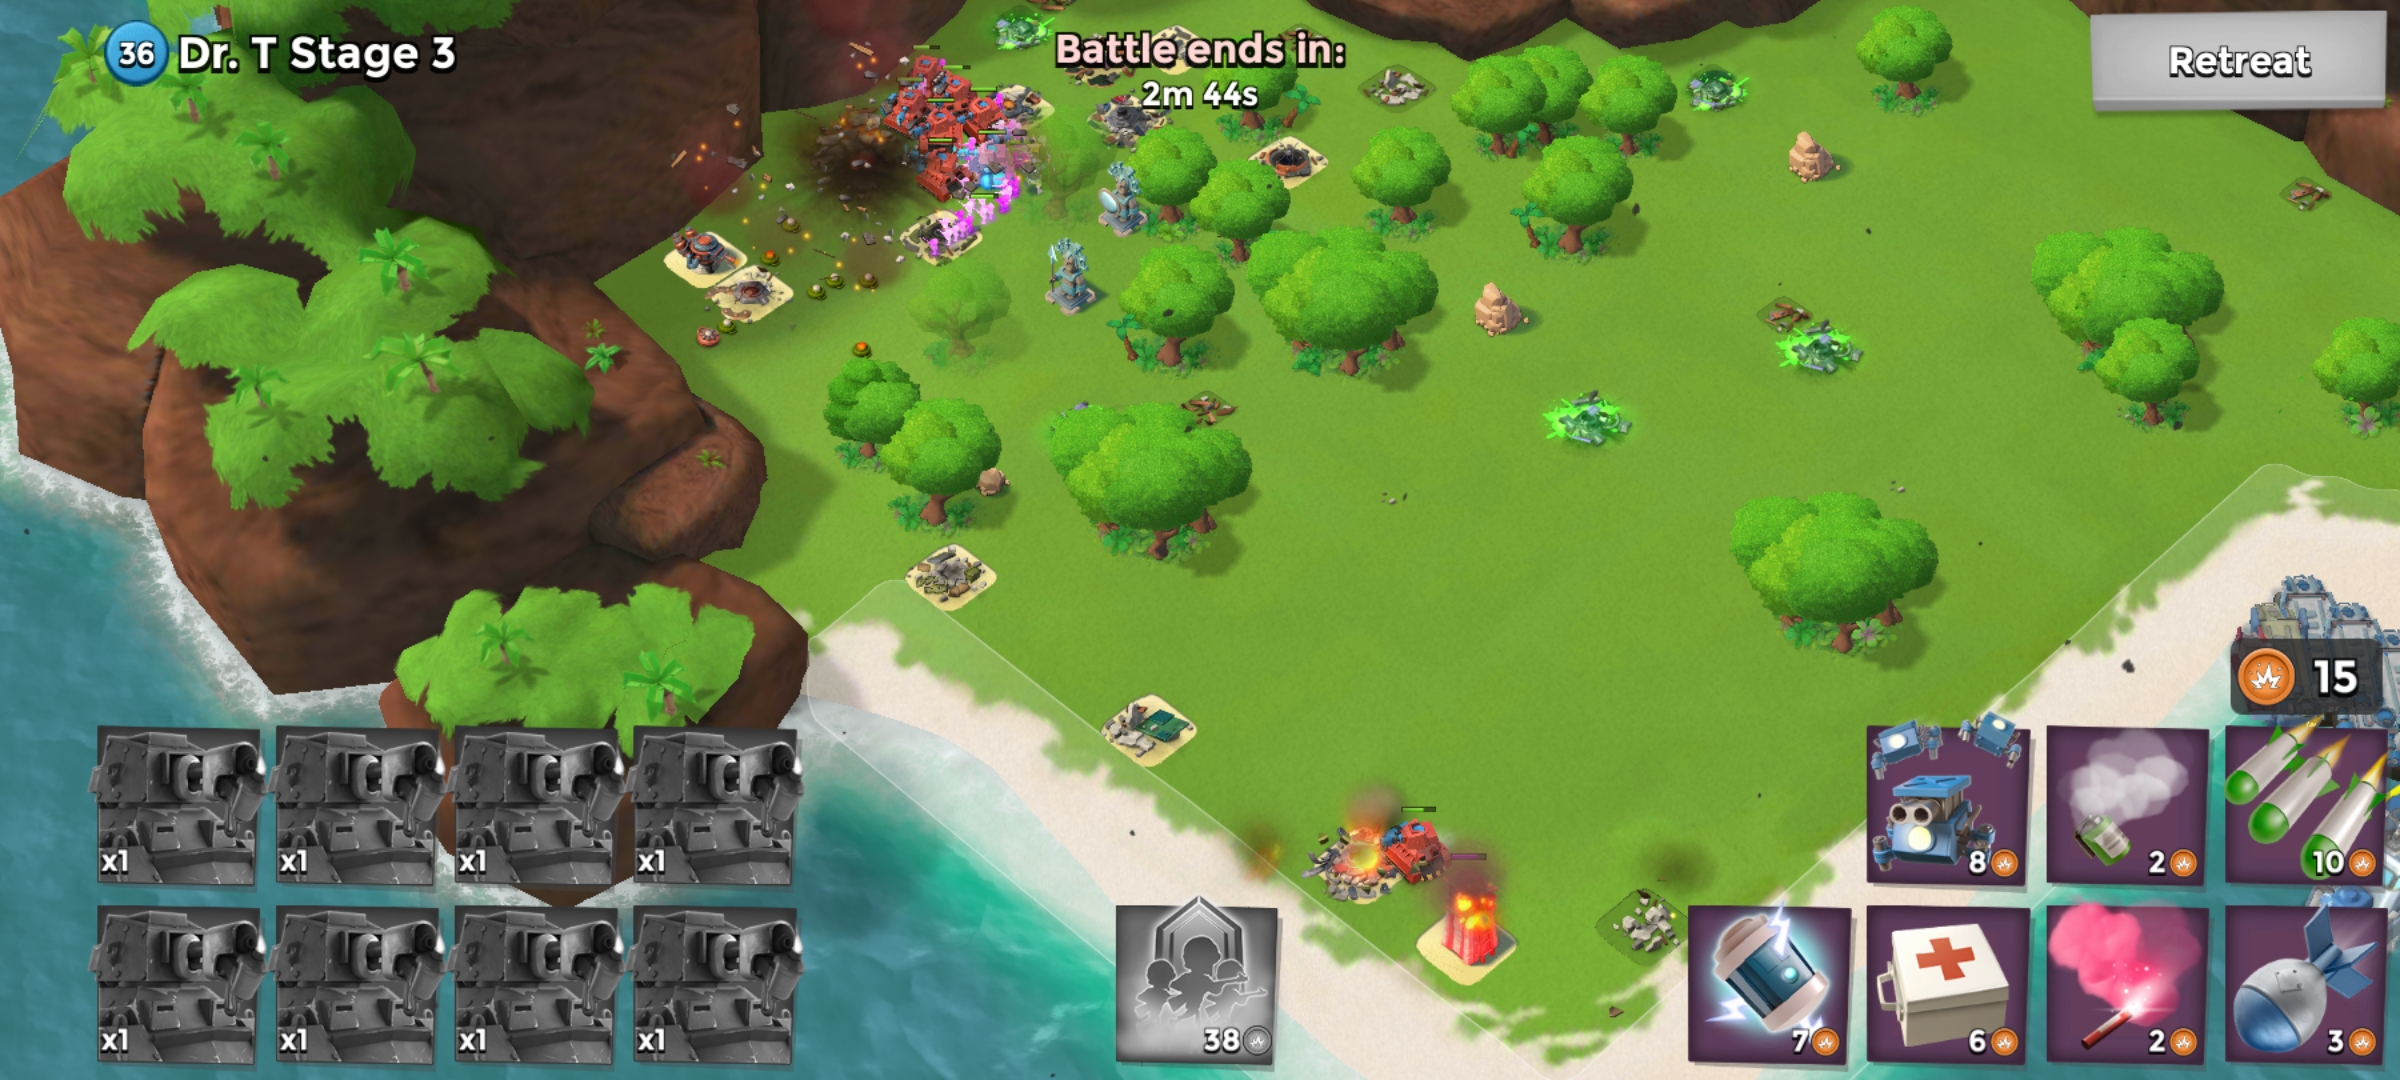 36 Dr. T Stage 3
Battle ends in:
2m 44s
Retreat
15
x1 x1 x1 x1
8 2 10
x1 x1 x1 x1
38
7 6 2 3